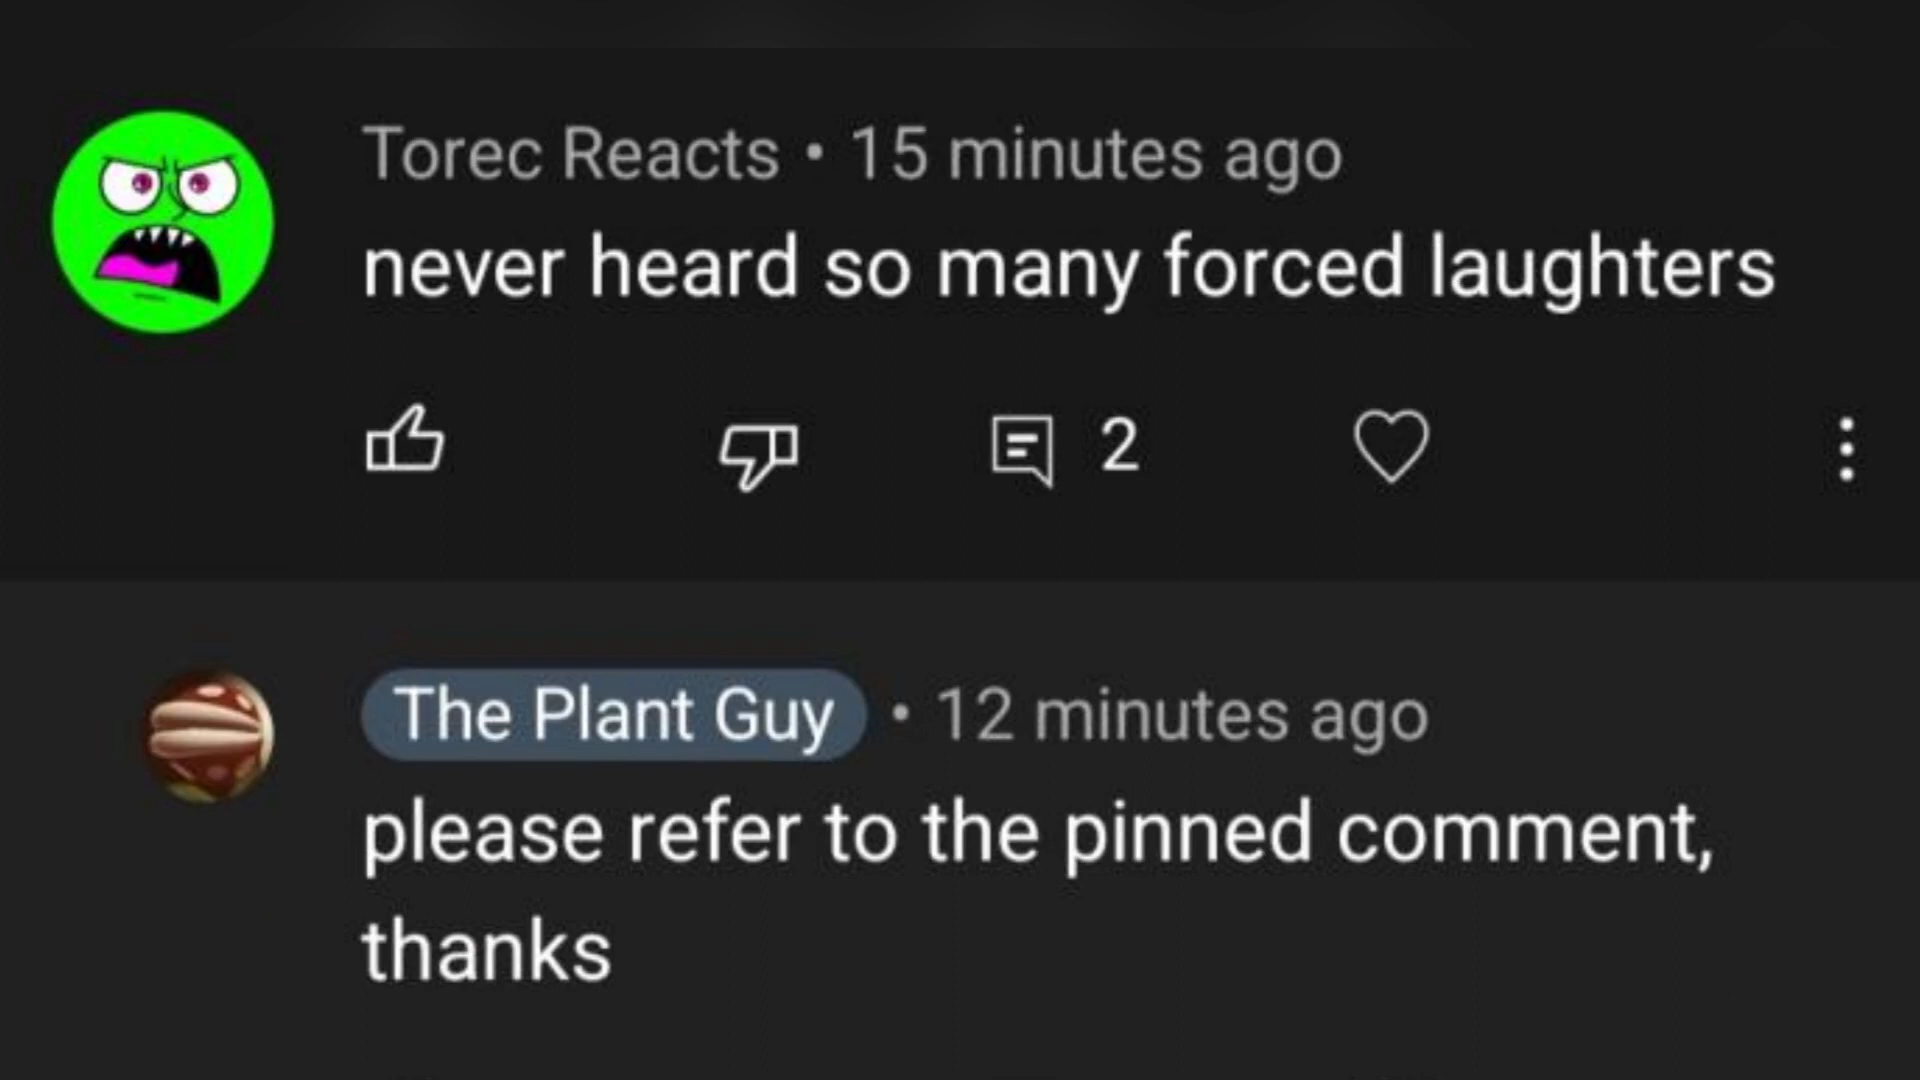 Torec Reacts • 15 minutes ago
never heard so many forced laughters
2
The Plant Guy • 12 minutes ago
please refer to the pinned comment,
thanks